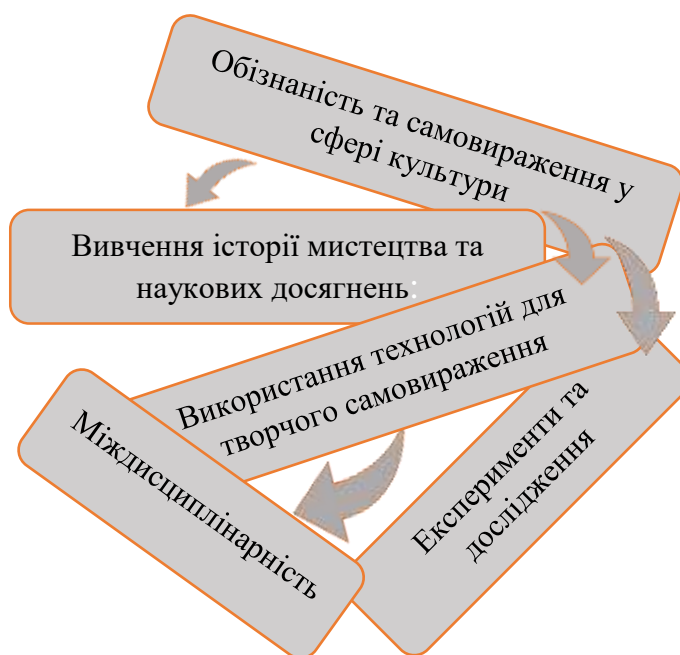 Обізнаність та самовираження у
сфері культури
Вивчення історії мистецтва та
наукових досягнень:
Використання технологій для
творчого самовираження
Експерименти та
дослідження
Міждисциплінарність